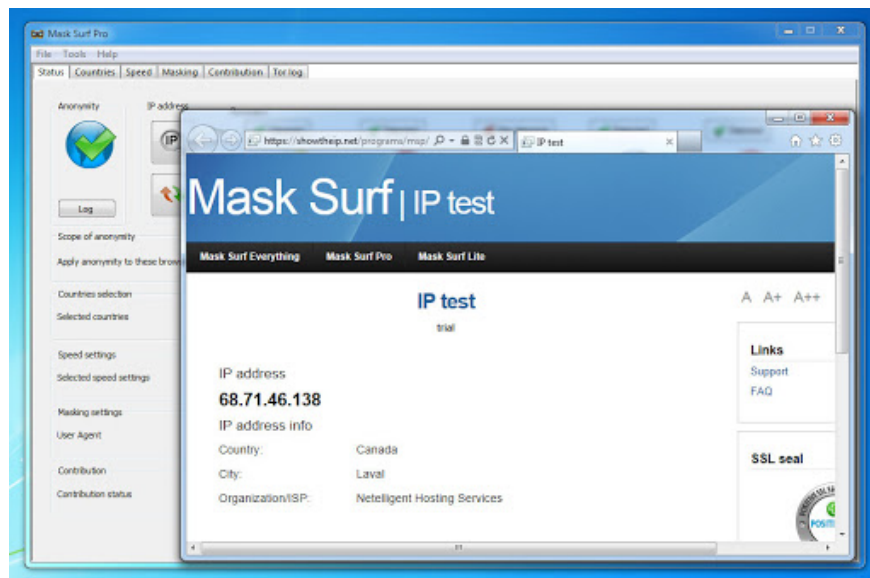 Mask Surf Pro
File Tools Help
Status Countries Speed Masking Contribution Tor log
Anonymity IP address
IP
Log
Scope of anonymity
Apply anonymity to these
Countries selection
Selected countries
Speed settings
Selected speed settings
Masking settings
User Agent
Contribution
Contribution status
https://showtheip.net/programs/msp/ IP test
Mask Surf | IP test
Mask Surf Everything Mask Surf Pro Mask Surf Lite
IP test
trial
A A+ A++
IP address
68.71.46.138
IP address info
Country: Canada
City: Laval
Organization/ISP: Netelligent Hosting Services
Links
Support
FAQ
SSL seal